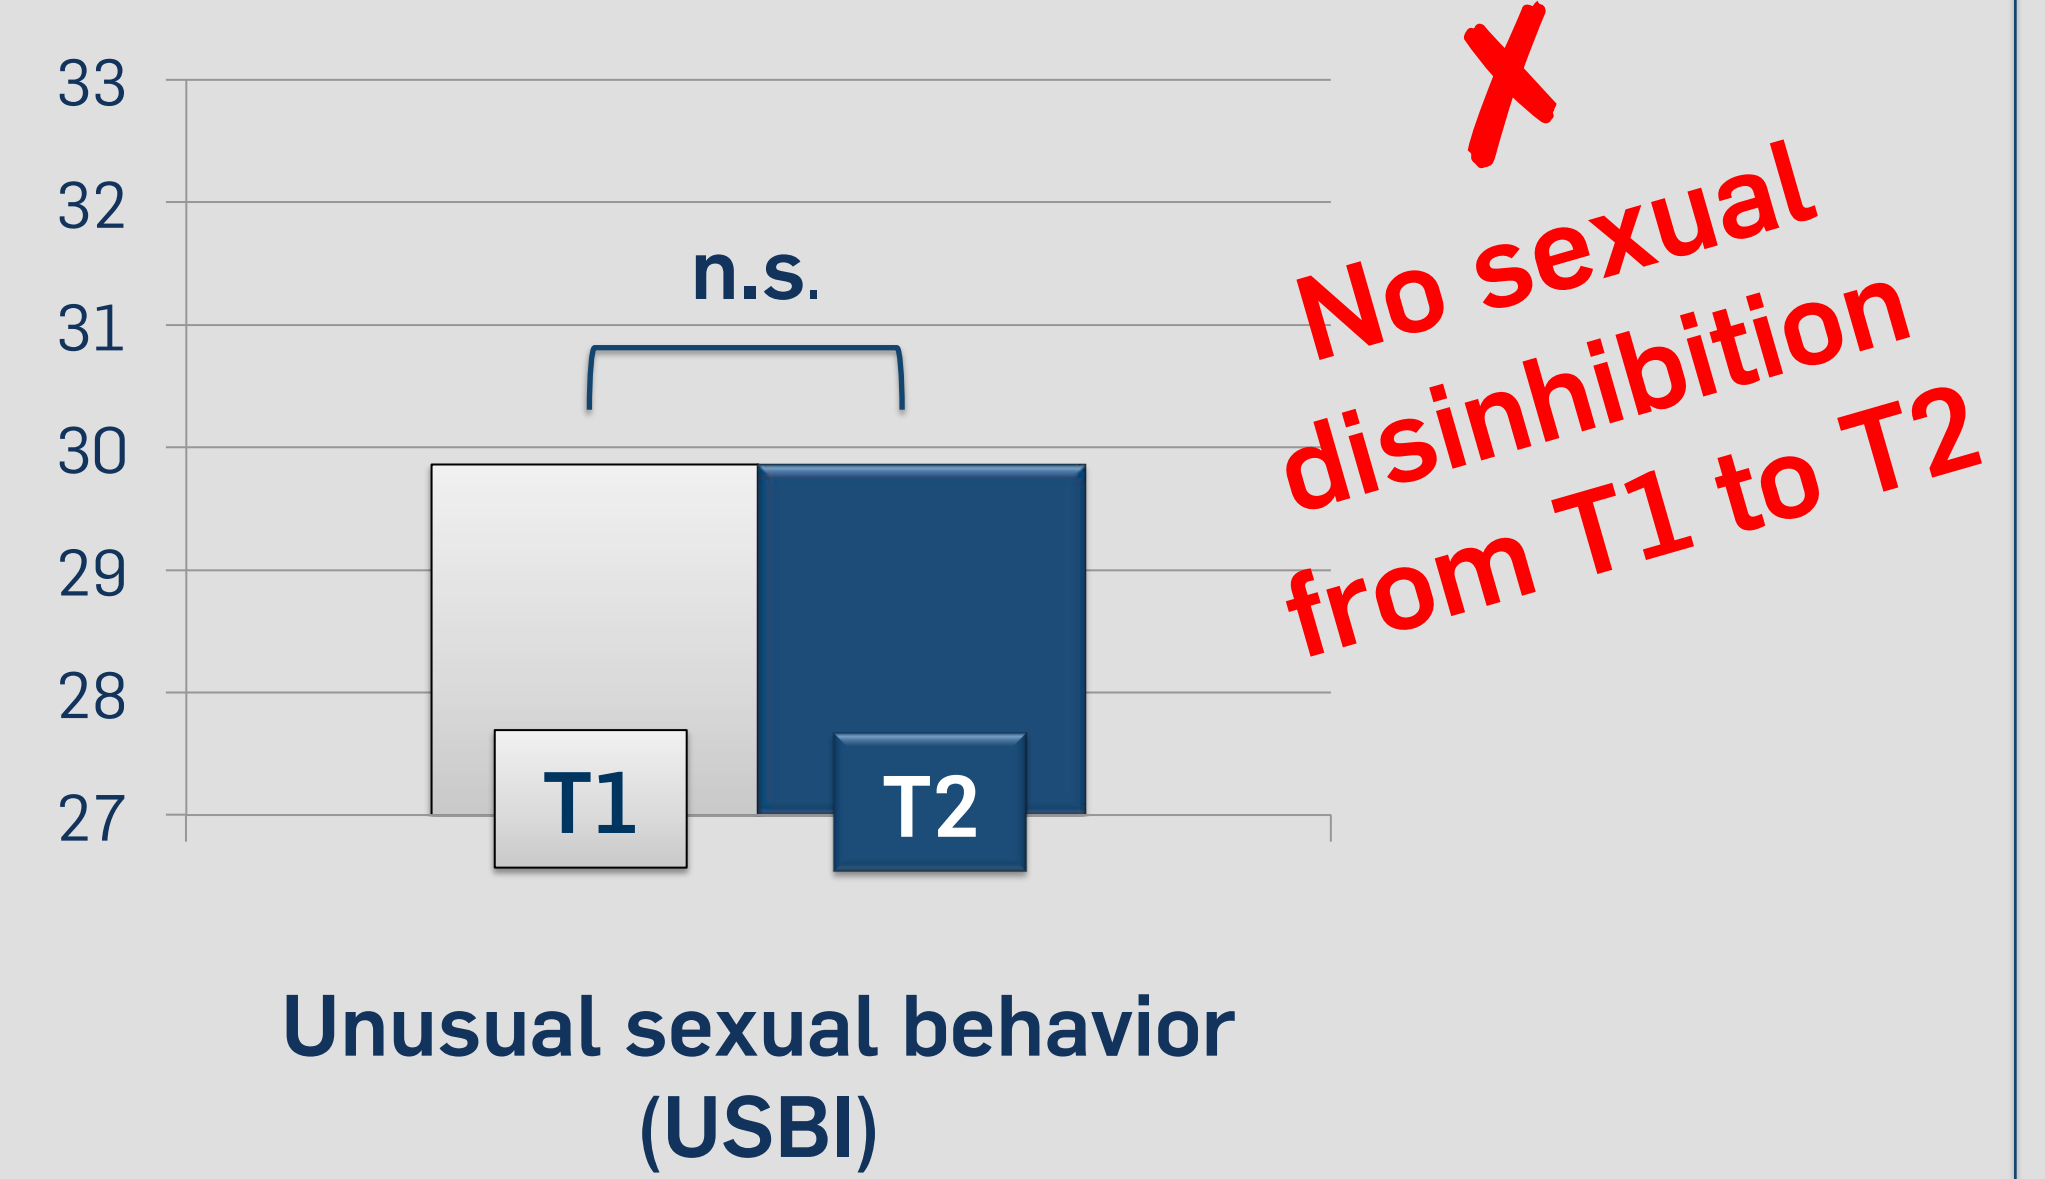 33
32
31
30
29
28
27
n.s.
T1
T2
Unusual sexual behavior
(USBI)
✗
No sexual
disinhibition
from T1 to T2